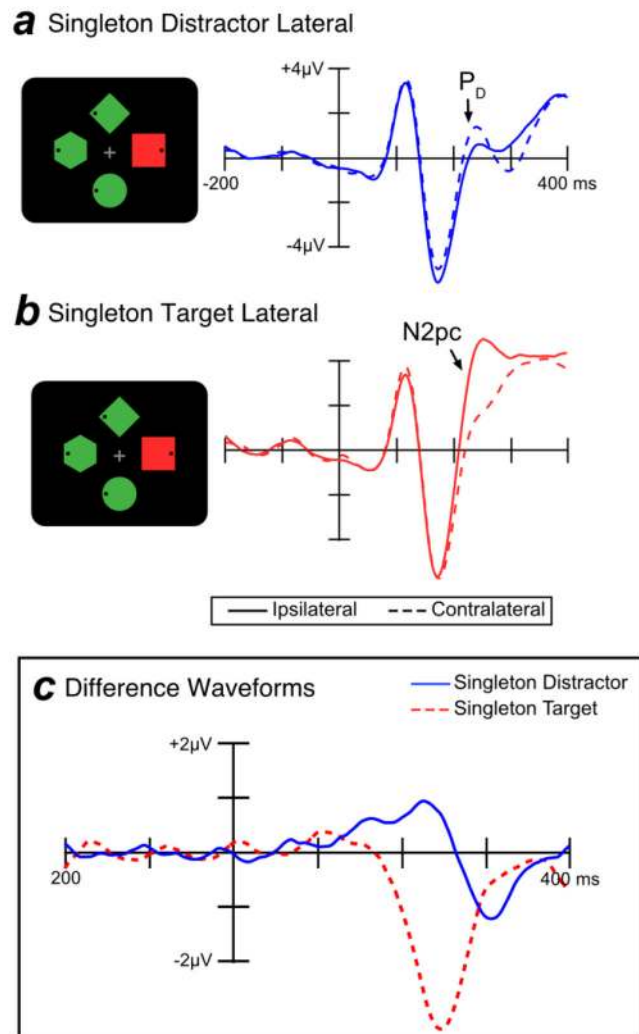 a Singleton Distractor Lateral
+4µV
P_D
-200
400 ms
-4µV
b Singleton Target Lateral
N2pc
Ipsilateral
Contralateral
c Difference Waveforms
Singleton Distractor
Singleton Target
+2µV
200
400 ms
-2µV